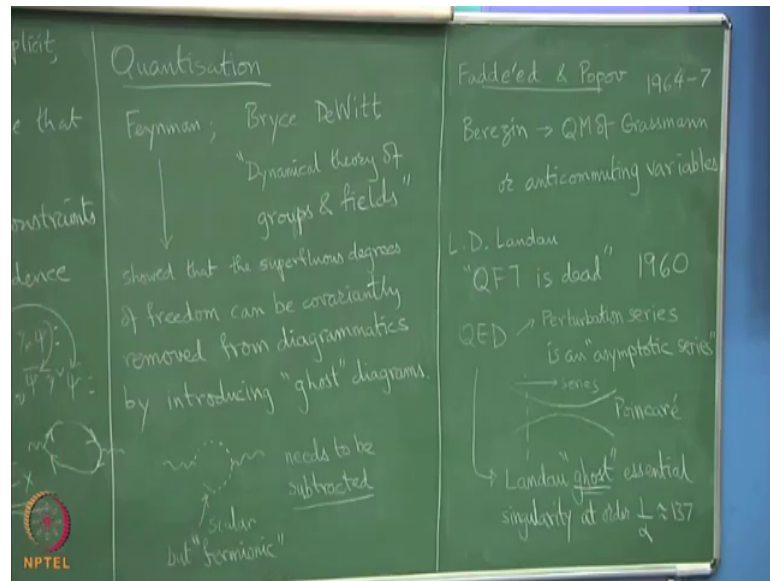 plicit,
e that
onstraints
dence
Quantisation
Feynman; Bryce DeWitt
"Dynamical theory of
groups & fields"
showed that the superfluous degrees
of freedom can be covariantly
removed from diagrammatics
by introducing "ghost" diagrams.
needs to be
subtracted
scalar
but "fermionic"
Fadde'ed & Popov 1964-7
Berezin → QM of Grassmann
or anticommuting variables
L.D. Landau
"QFT is dead" 1960
QED → Perturbation series
is an "asymptotic series"
→ series
Poincaré
Landau "ghost" essential
singularity at order 1/α ≈ 137
NPTEL